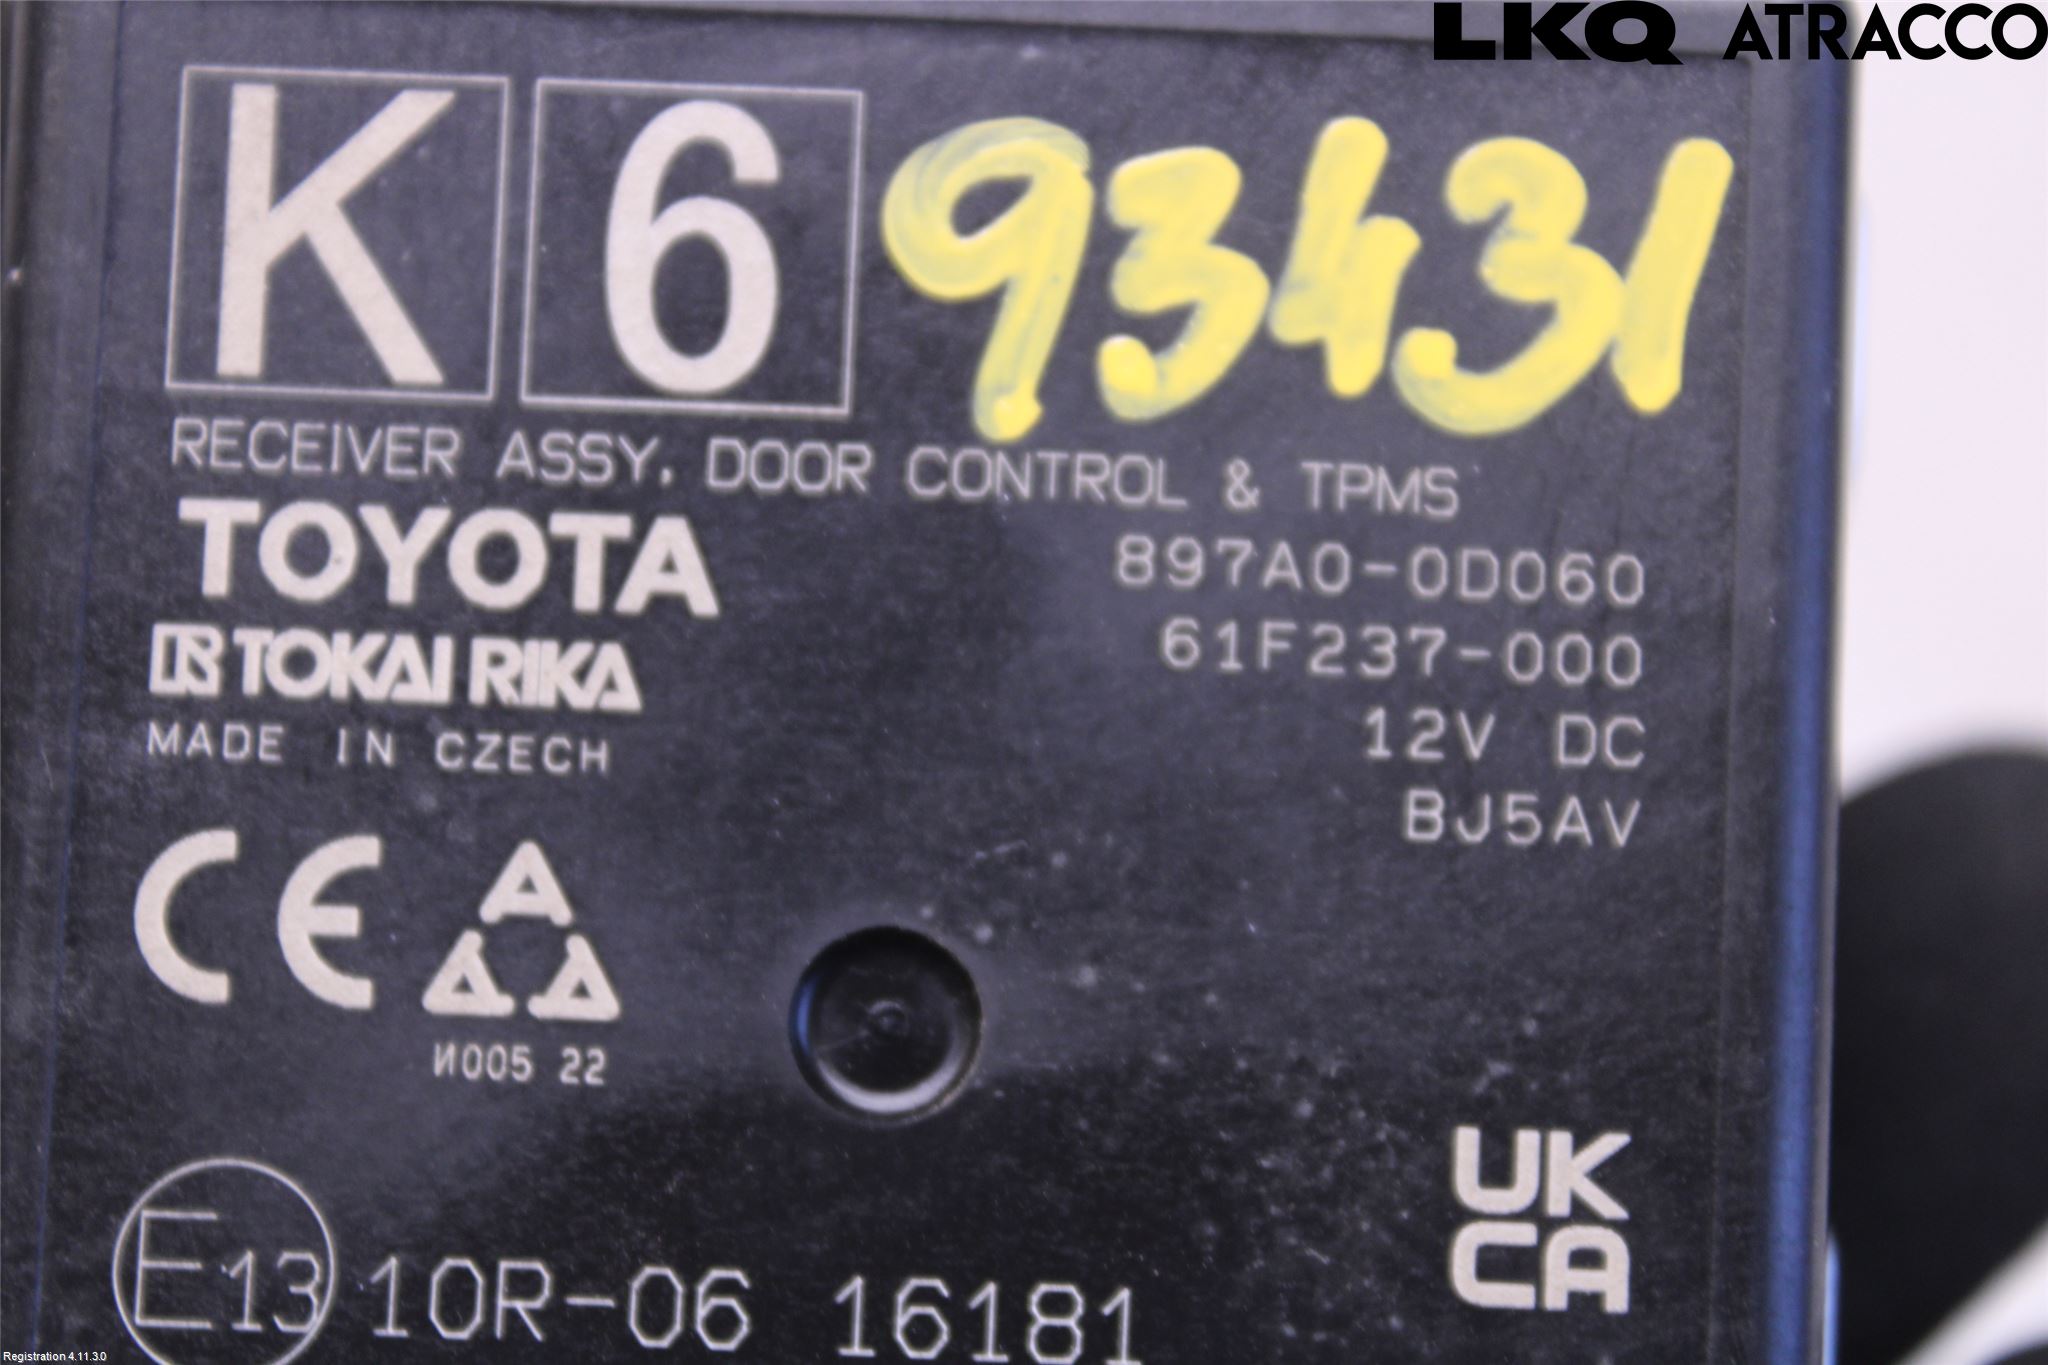 LKQ ATRACCO
K 6 93431
RECEIVER ASSY, DOOR CONTROL & TPMS
TOYOTA
897A0-0D060
TOKAI RIKA
61F237-000
MADE IN CZECH
12V DC
BJ5AV
CE
И005 22
UK
CA
E13 10R-06 16181
Registration 4.11.3.0